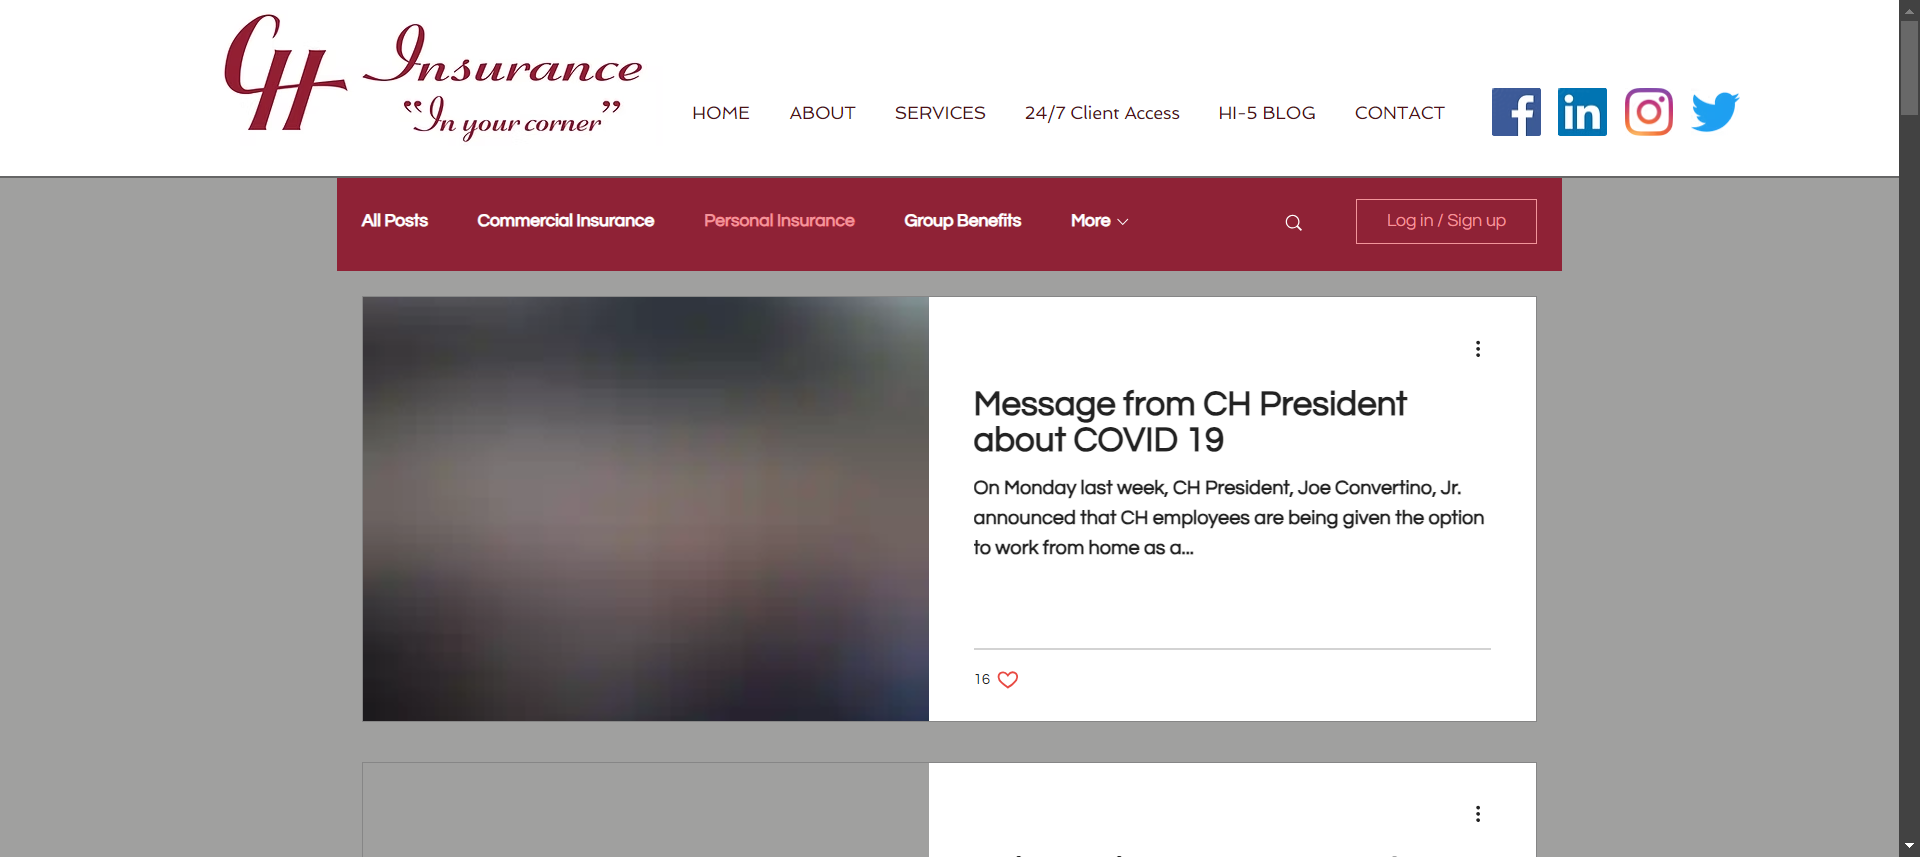 CH Insurance
"In your corner"
HOME ABOUT SERVICES 24/7 Client Access HI-5 BLOG CONTACT
All Posts Commercial Insurance Personal Insurance Group Benefits More Log in / Sign up
Message from CH President
about COVID 19
On Monday last week, CH President, Joe Convertino, Jr.
announced that CH employees are being given the option
to work from home as a...
16